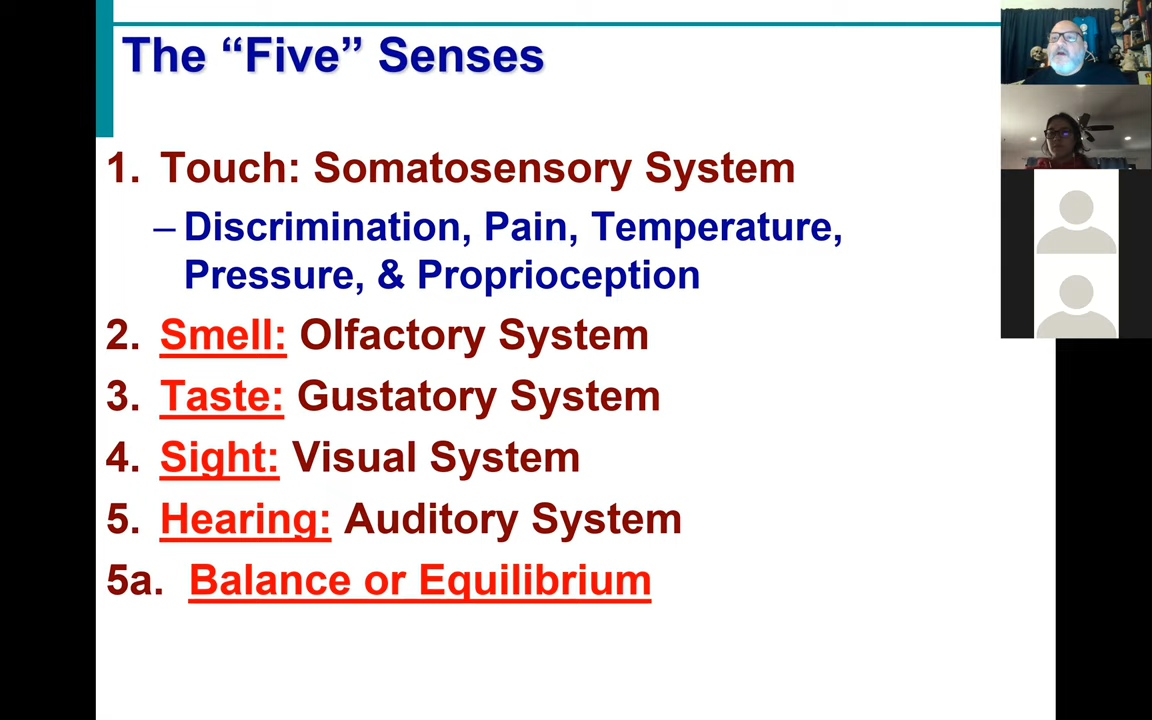 The “Five” Senses
1. Touch: Somatosensory System
– Discrimination, Pain, Temperature,
Pressure, & Proprioception
2. Smell: Olfactory System
3. Taste: Gustatory System
4. Sight: Visual System
5. Hearing: Auditory System
5a. Balance or Equilibrium